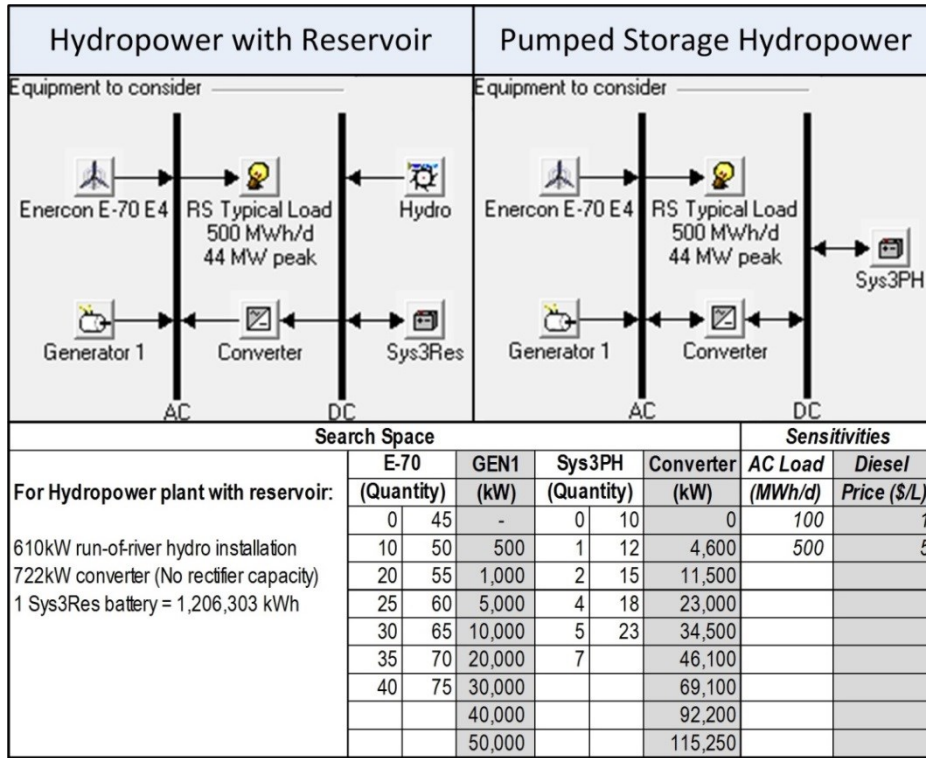 Hydropower with Reservoir
Pumped Storage Hydropower
Equipment to consider
Enercon E-70 E4
RS Typical Load
500 MWh/d
44 MW peak
Hydro
Generator 1
Converter
Sys3Res
AC
DC
Equipment to consider
Enercon E-70 E4
RS Typical Load
500 MWh/d
44 MW peak
Sys3PH
Generator 1
Converter
AC
DC
Search Space Sensitivities
E-70 GEN1 Sys3PH Converter AC Load Diesel
For Hydropower plant with reservoir: (Quantity) (kW) (Quantity) (kW) (MWh/d) Price ($/L)
0 45 - 0 10 0 100 1
610kW run-of-river hydro installation 10 50 500 1 12 4,600 500 5
722kW converter (No rectifier capacity) 20 55 1,000 2 15 11,500
1 Sys3Res battery = 1,206,303 kWh 25 60 5,000 4 18 23,000
30 65 10,000 5 23 34,500
35 70 20,000 7 46,100
40 75 30,000 69,100
40,000 92,200
50,000 115,250